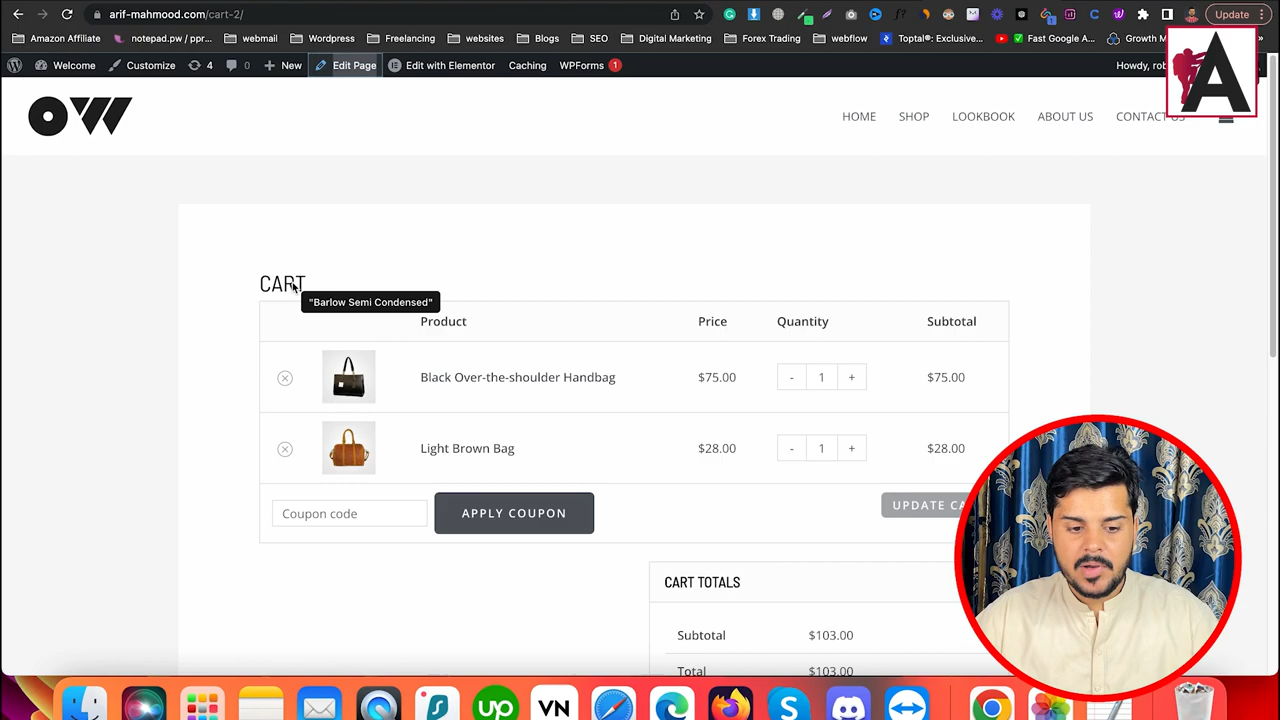 arif-mahmood.com/cart-2/
Update
Amazon Affiliate
notepad.pw / ppr...
webmail
Wordpress
Freelancing
websites
Blogs
SEO
Digital Marketing
Forex Trading
webflow
Toptal®: Exclusive...
Fast Google A...
Growth M
Welcome
Customize
4
0
New
Edit Page
Edit with Elementor
Caching
WPForms
1
Howdy, rob
A
OW
HOME
SHOP
LOOKBOOK
ABOUT US
CONTACT US
CART
"Barlow Semi Condensed"
Product
Price
Quantity
Subtotal
Black Over-the-shoulder Handbag
$75.00
- 1 +
$75.00
Light Brown Bag
$28.00
- 1 +
$28.00
Coupon code
APPLY COUPON
UPDATE CA
CART TOTALS
Subtotal
$103.00
Total
$103.00
up
VN